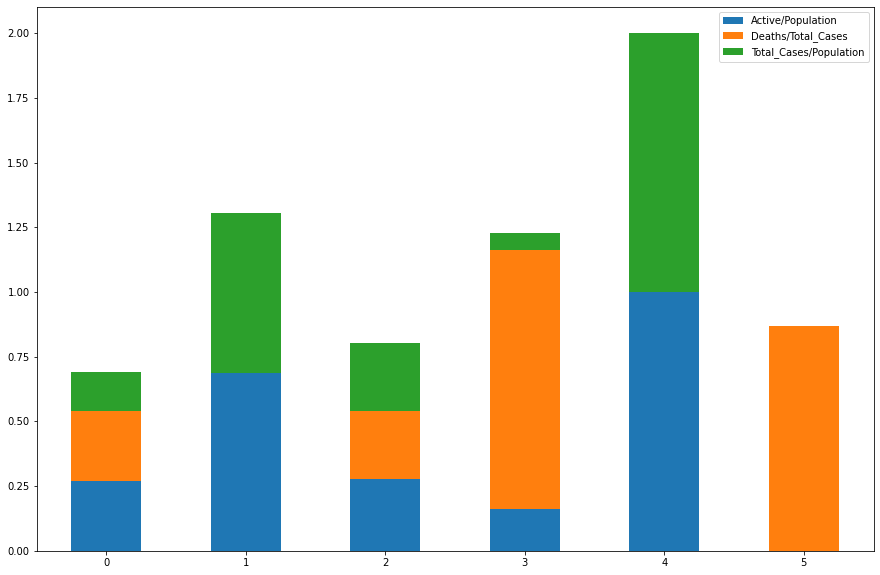 Active/Population
Deaths/Total_Cases
Total_Cases/Population
2.00
1.75
1.50
1.25
1.00
0.75
0.50
0.25
0.00
0 1 2 3 4 5